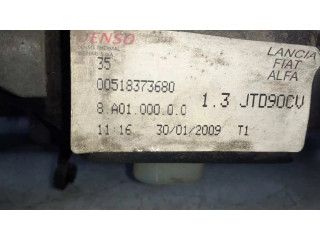 DENSO
LANCIA
FIAT
ALFA
35
00518373680
8.A01.000.0.0
1.3 JTD90CV
11:16 30/01/2009 T1